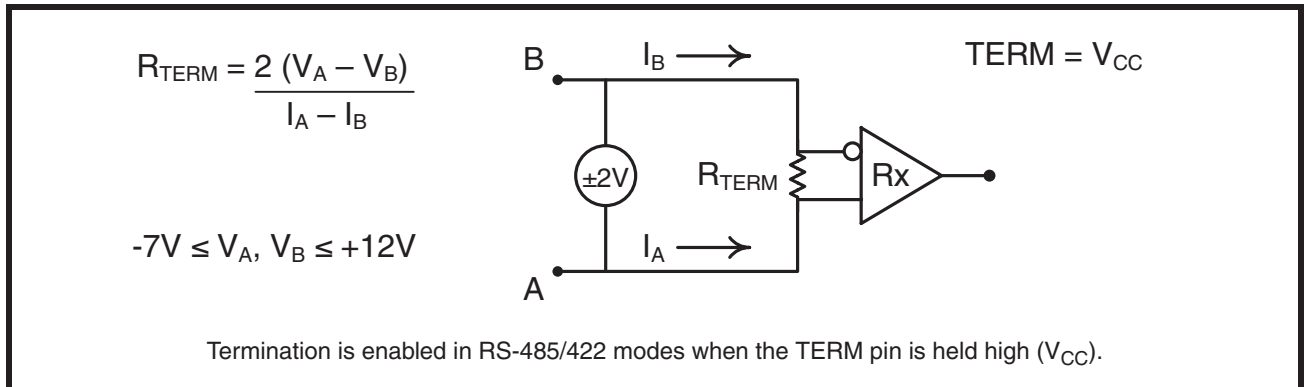 R_TERM = 2 (V_A – V_B)
I_A – I_B
B
I_B
TERM = V_CC
±2V
R_TERM
Rx
-7V ≤ V_A, V_B ≤ +12V
I_A
A
Termination is enabled in RS-485/422 modes when the TERM pin is held high (V_CC).